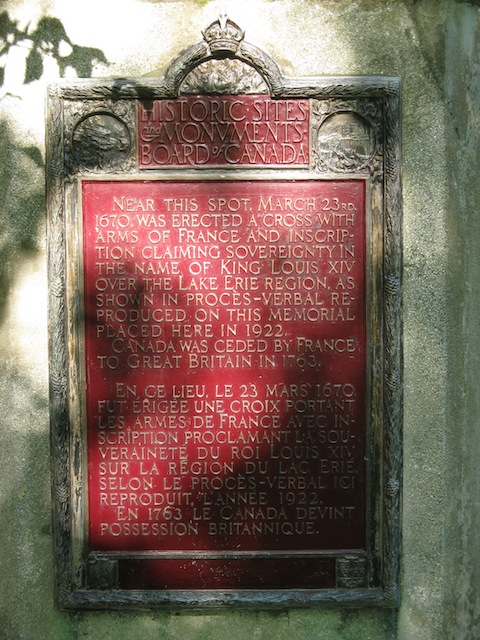 HISTORIC SITES
and MONVMENTS
BOARD of CANADA
NEAR THIS SPOT, MARCH 23RD.
1670, WAS ERECTED A CROSS WITH
ARMS OF FRANCE AND INSCRIP-
TION CLAIMING SOVEREIGNTY IN
THE NAME OF KING LOUIS XIV
OVER THE LAKE ERIE REGION, AS
SHOWN IN PROCÈS-VERBAL RE-
PRODUCED ON THIS MEMORIAL
PLACED HERE IN 1922.
CANADA WAS CEDED BY FRANCE
TO GREAT BRITAIN IN 1763.
EN CE LIEU, LE 23 MARS 1670
FUT ÉRIGÉE UNE CROIX PORTANT
LES ARMES DE FRANCE AVEC IN-
SCRIPTION PROCLAMANT LA SOU-
VERAINETÉ DU ROI LOUIS XIV,
SUR LA RÉGION DU LAC ERIE,
SELON LE PROCÈS-VERBAL ICI
REPRODUIT, L'ANNÉE 1922.
EN 1763 LE CANADA DEVINT
POSSESSION BRITANNIQUE.